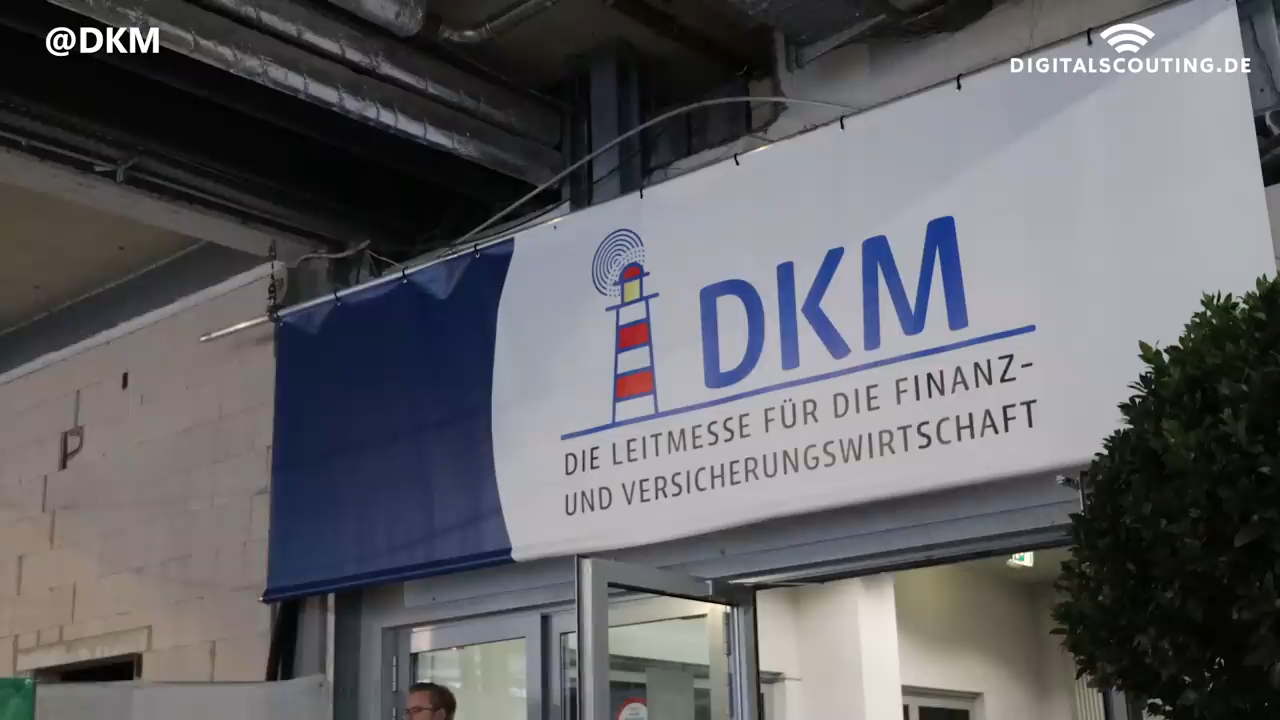 @DKM
DIGITALSCOUTING.DE
DKM
DIE LEITMESSE FÜR DIE FINANZ-
UND VERSICHERUNGSWIRTSCHAFT
P